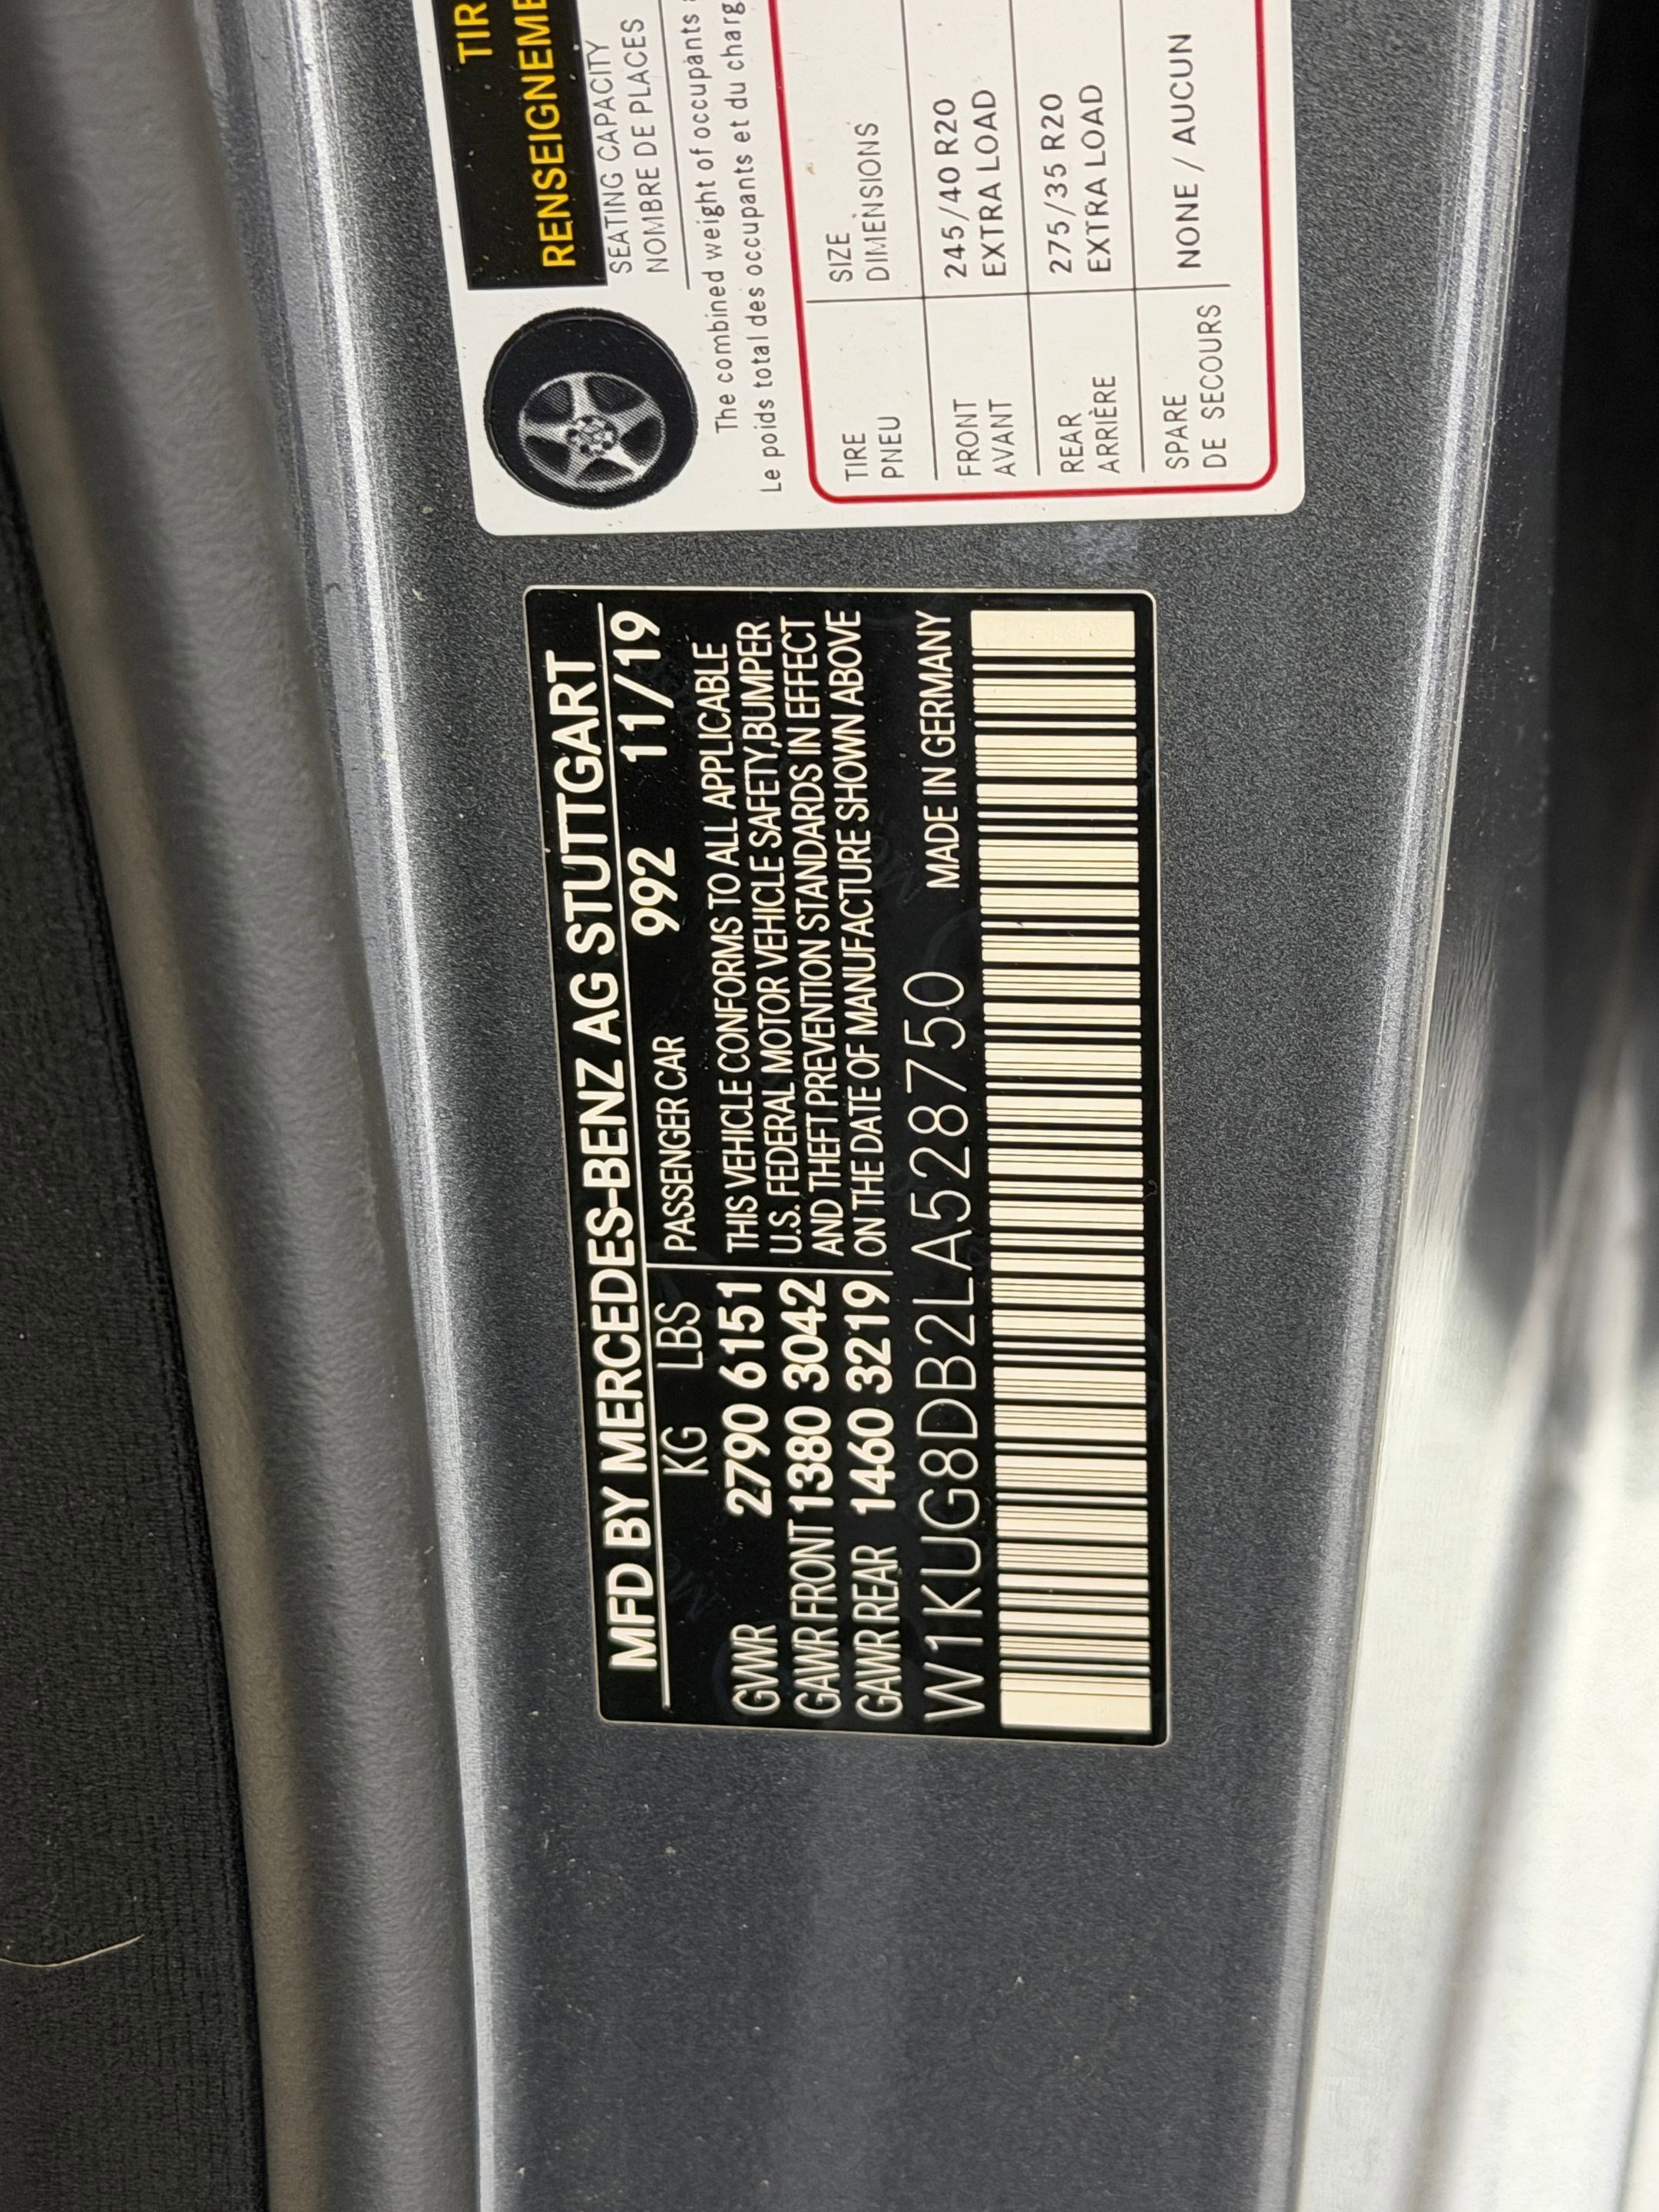 MFD BY MERCEDES-BENZ AG STUTTGART
KG LBS PASSENGER CAR 992 11/19
GVWR 2790 6151 THIS VEHICLE CONFORMS TO ALL APPLICABLE
GAWR FRONT 1380 3042 U.S. FEDERAL MOTOR VEHICLE SAFETY,BUMPER
GAWR REAR 1460 3219 AND THEFT PREVENTION STANDARDS IN EFFECT
ON THE DATE OF MANUFACTURE SHOWN ABOVE
W1KUG8DB2LA528750 MADE IN GERMANY
TIR
RENSEIGNEME
SEATING CAPACITY
NOMBRE DE PLACES
The combined weight of occupants
Le poids total des occupants et du charg
TIRE SIZE
PNEU DIMENSIONS
FRONT 245/40 R20
AVANT EXTRA LOAD
REAR 275/35 R20
ARRIÈRE EXTRA LOAD
SPARE NONE / AUCUN
DE SECOURS